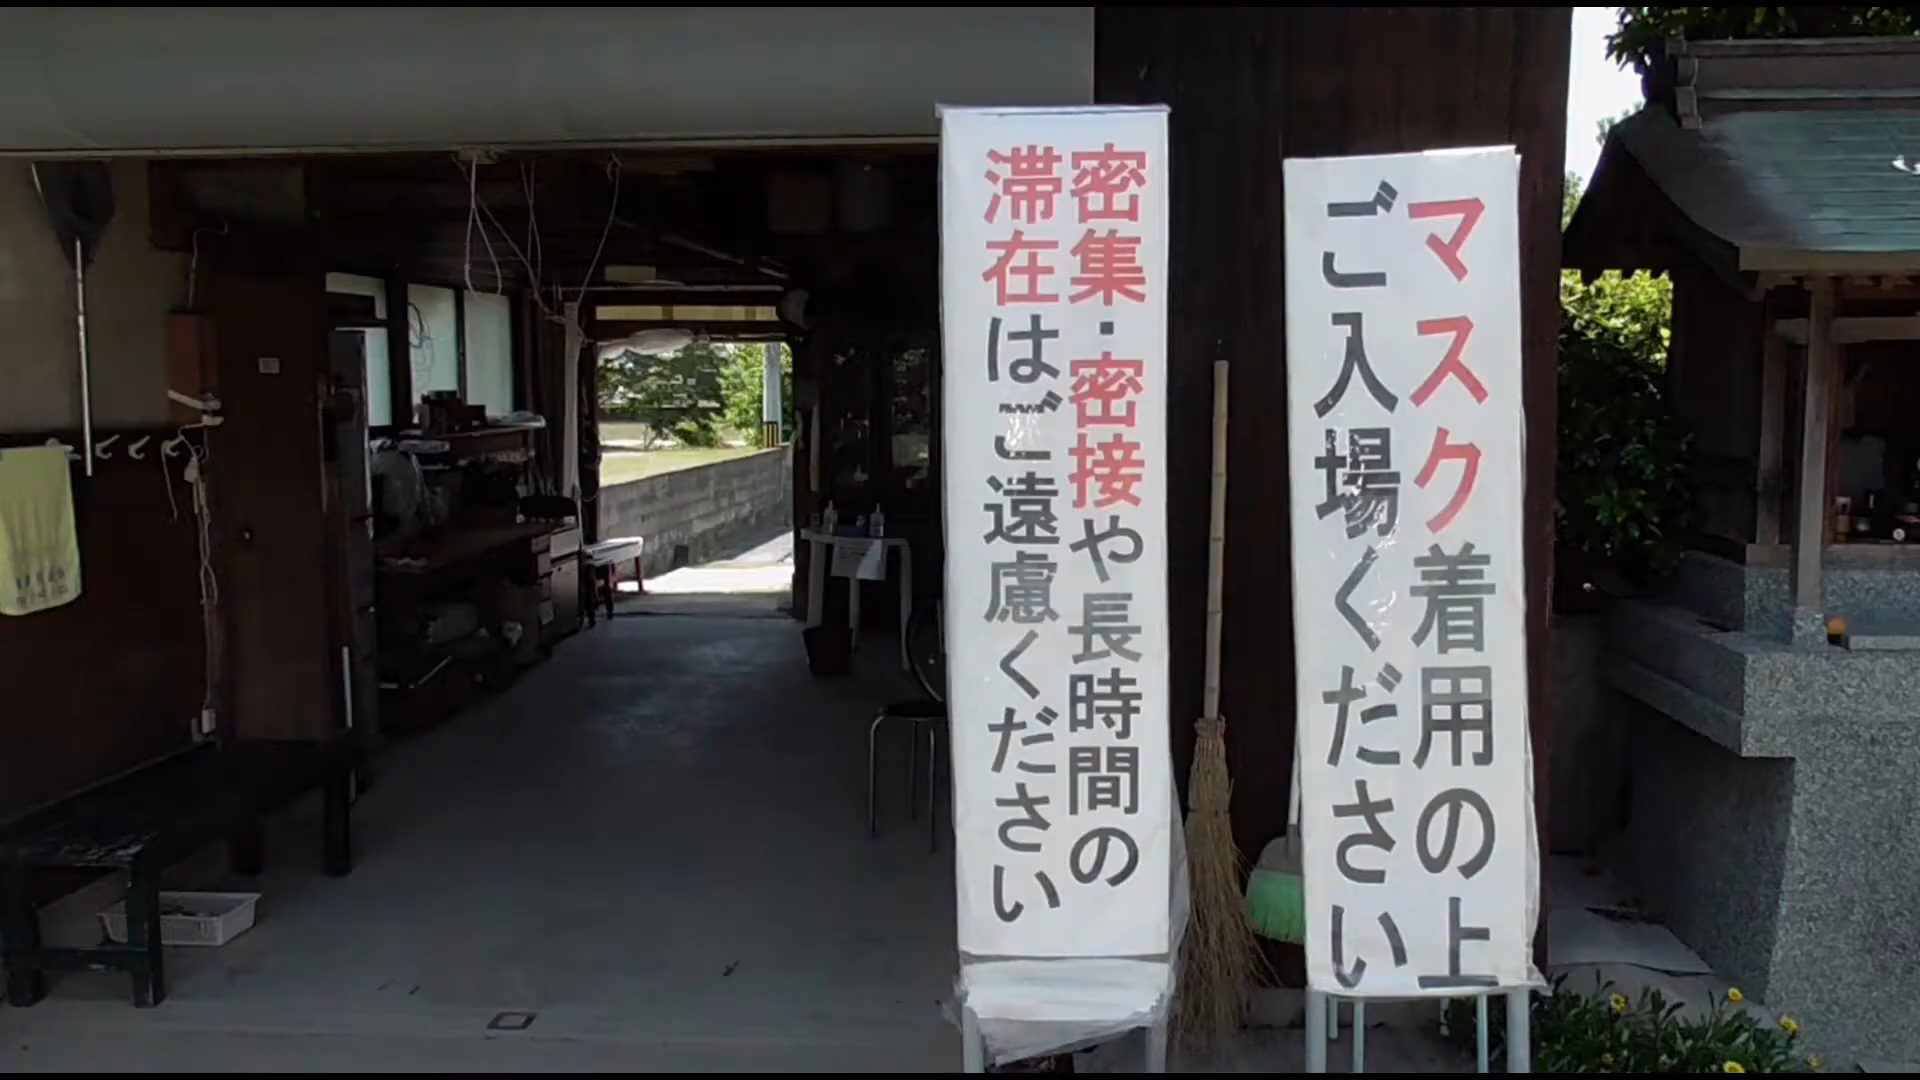 密集・密接や長時間の
滞在はご遠慮ください
マスク着用の上
ご入場ください